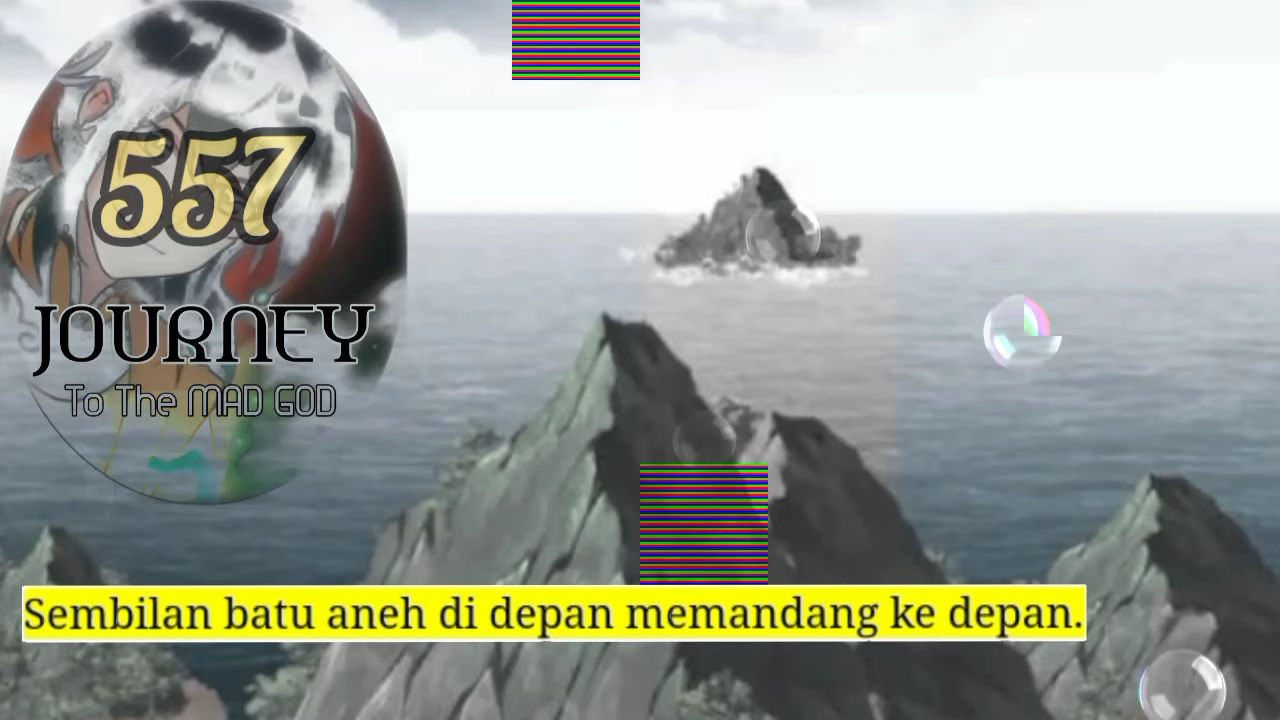 557
JOURNEY
To The MAD GOD
Sembilan batu aneh di depan memandang ke depan.